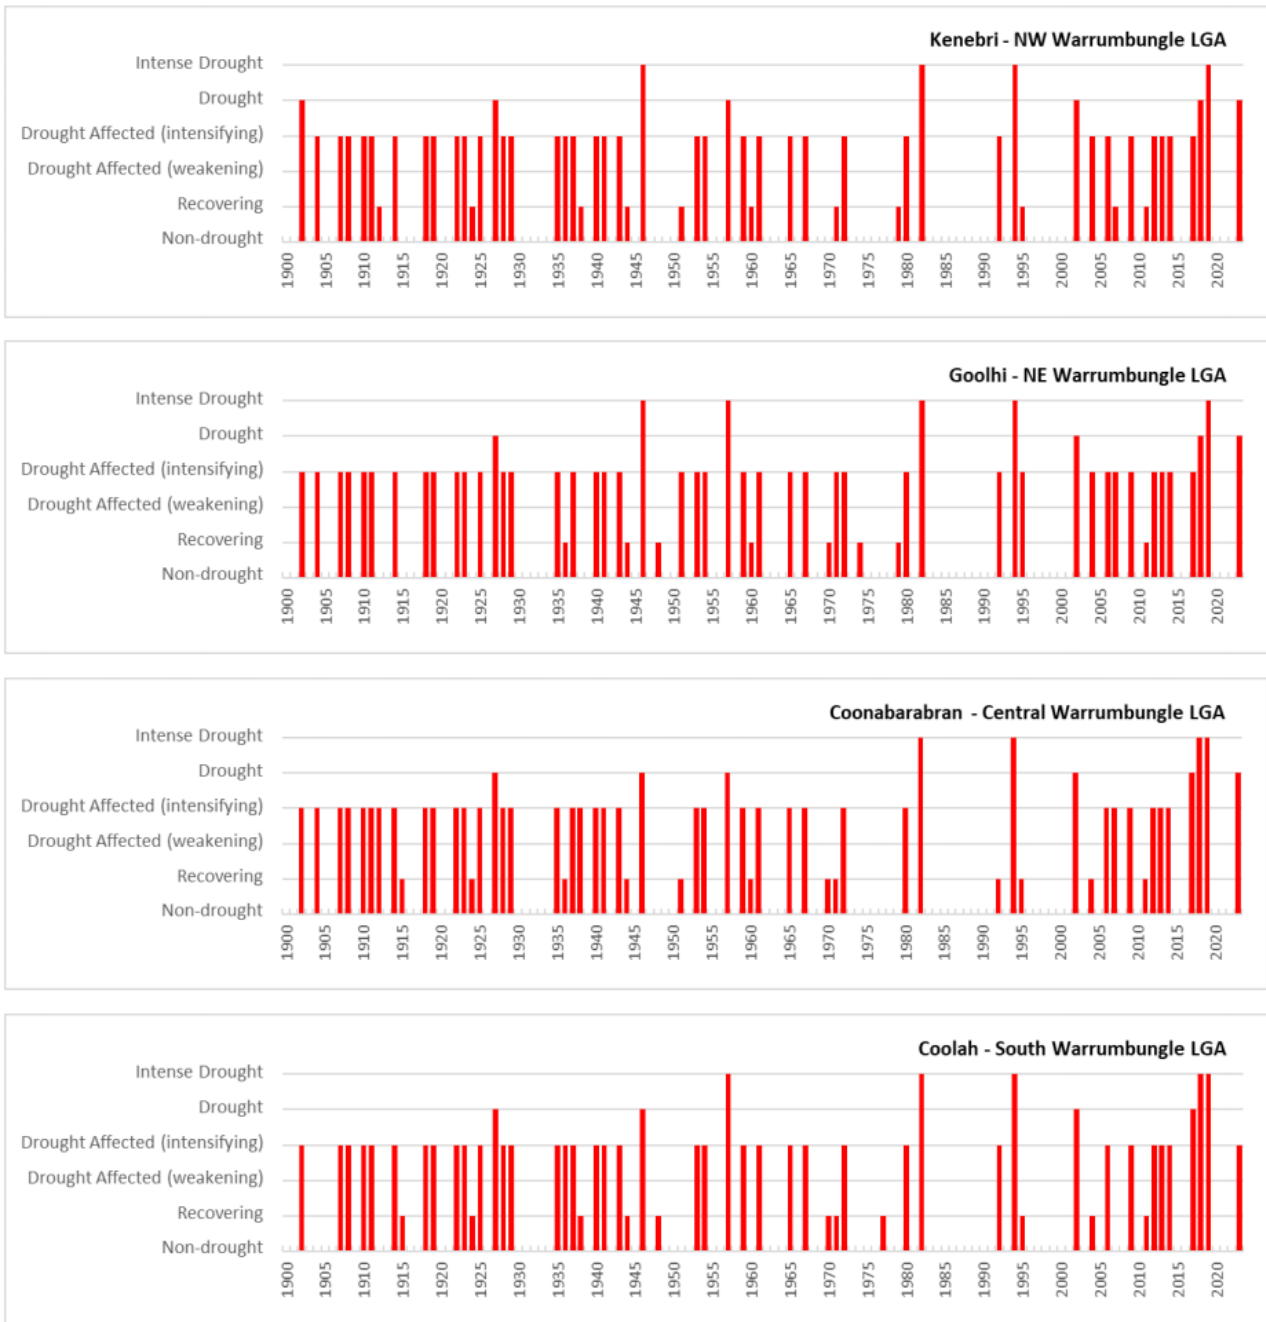 Kenebri - NW Warrumbungle LGA
Intense Drought
Drought
Drought Affected (intensifying)
Drought Affected (weakening)
Recovering
Non-drought
1900 1905 1910 1915 1920 1925 1930 1935 1940 1945 1950 1955 1960 1965 1970 1975 1980 1985 1990 1995 2000 2005 2010 2015 2020
Goolhi - NE Warrumbungle LGA
Intense Drought
Drought
Drought Affected (intensifying)
Drought Affected (weakening)
Recovering
Non-drought
1900 1905 1910 1915 1920 1925 1930 1935 1940 1945 1950 1955 1960 1965 1970 1975 1980 1985 1990 1995 2000 2005 2010 2015 2020
Coonabarabran - Central Warrumbungle LGA
Intense Drought
Drought
Drought Affected (intensifying)
Drought Affected (weakening)
Recovering
Non-drought
1900 1905 1910 1915 1920 1925 1930 1935 1940 1945 1950 1955 1960 1965 1970 1975 1980 1985 1990 1995 2000 2005 2010 2015 2020
Coolah - South Warrumbungle LGA
Intense Drought
Drought
Drought Affected (intensifying)
Drought Affected (weakening)
Recovering
Non-drought
1900 1905 1910 1915 1920 1925 1930 1935 1940 1945 1950 1955 1960 1965 1970 1975 1980 1985 1990 1995 2000 2005 2010 2015 2020